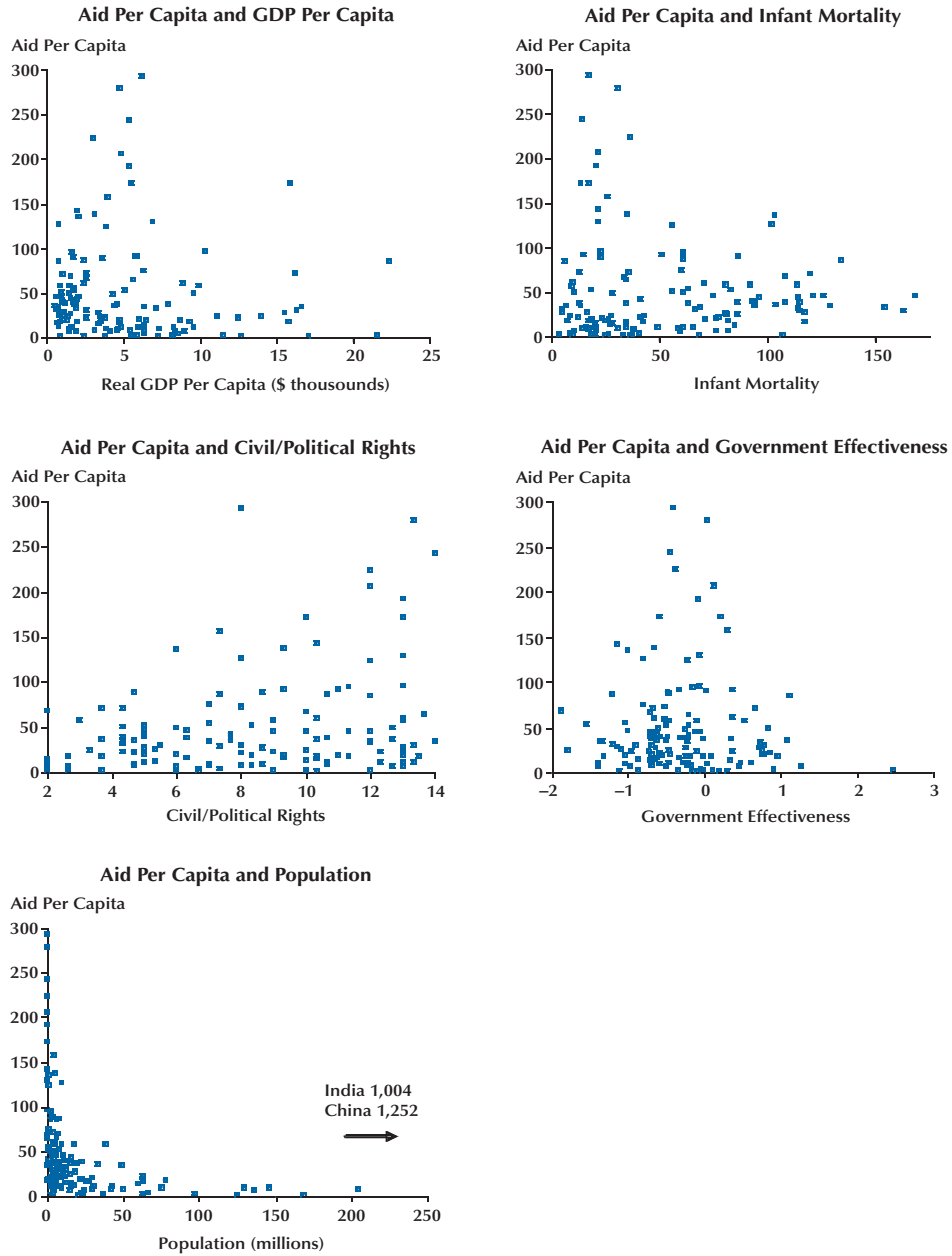 Aid Per Capita and GDP Per Capita
Aid Per Capita
300
250
200
150
100
50
0
0 5 10 15 20 25
Real GDP Per Capita ($ thousounds)
Aid Per Capita and Infant Mortality
Aid Per Capita
300
250
200
150
100
50
0
0 50 100 150
Infant Mortality
Aid Per Capita and Civil/Political Rights
Aid Per Capita
300
250
200
150
100
50
0
2 4 6 8 10 12 14
Civil/Political Rights
Aid Per Capita and Government Effectiveness
Aid Per Capita
300
250
200
150
100
50
0
–2 –1 0 1 2 3
Government Effectiveness
Aid Per Capita and Population
Aid Per Capita
300
250
200
150
100
50
0
India 1,004
China 1,252
0 50 100 150 200 250
Population (millions)